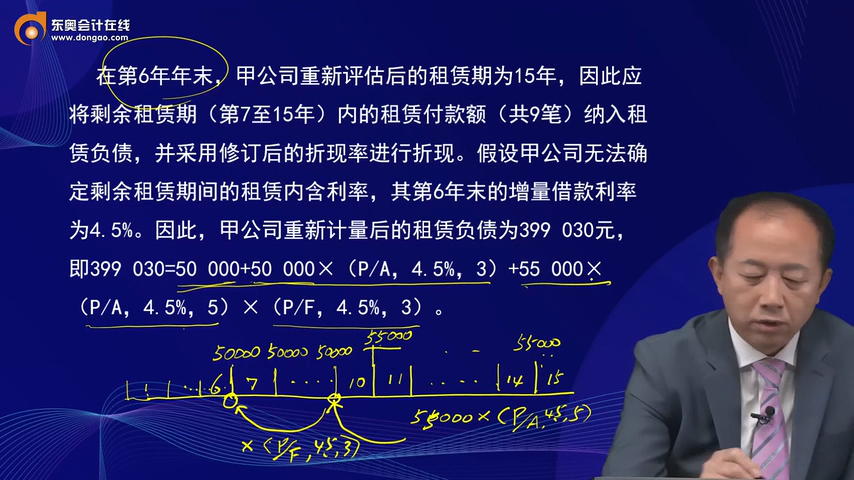 东奥会计在线
www.dongao.com
在第6年年末，甲公司重新评估后的租赁期为15年，因此应
将剩余租赁期（第7至15年）内的租赁付款额（共9笔）纳入租
赁负债，并采用修订后的折现率进行折现。假设甲公司无法确
定剩余租赁期间的租赁内含利率，其第6年末的增量借款利率
为4.5%。因此，甲公司重新计量后的租赁负债为399 030元，
即399 030=50 000+50 000×（P/A，4.5%，3）+55 000×
（P/A，4.5%，5）×（P/F，4.5%，3）。
50000 50000 50000 55000 .. - 55000
1 ... 6 7 .... 10 11 .... 14 15
55000×(P/A,4.5,5)
×(P/F,4.5,3)